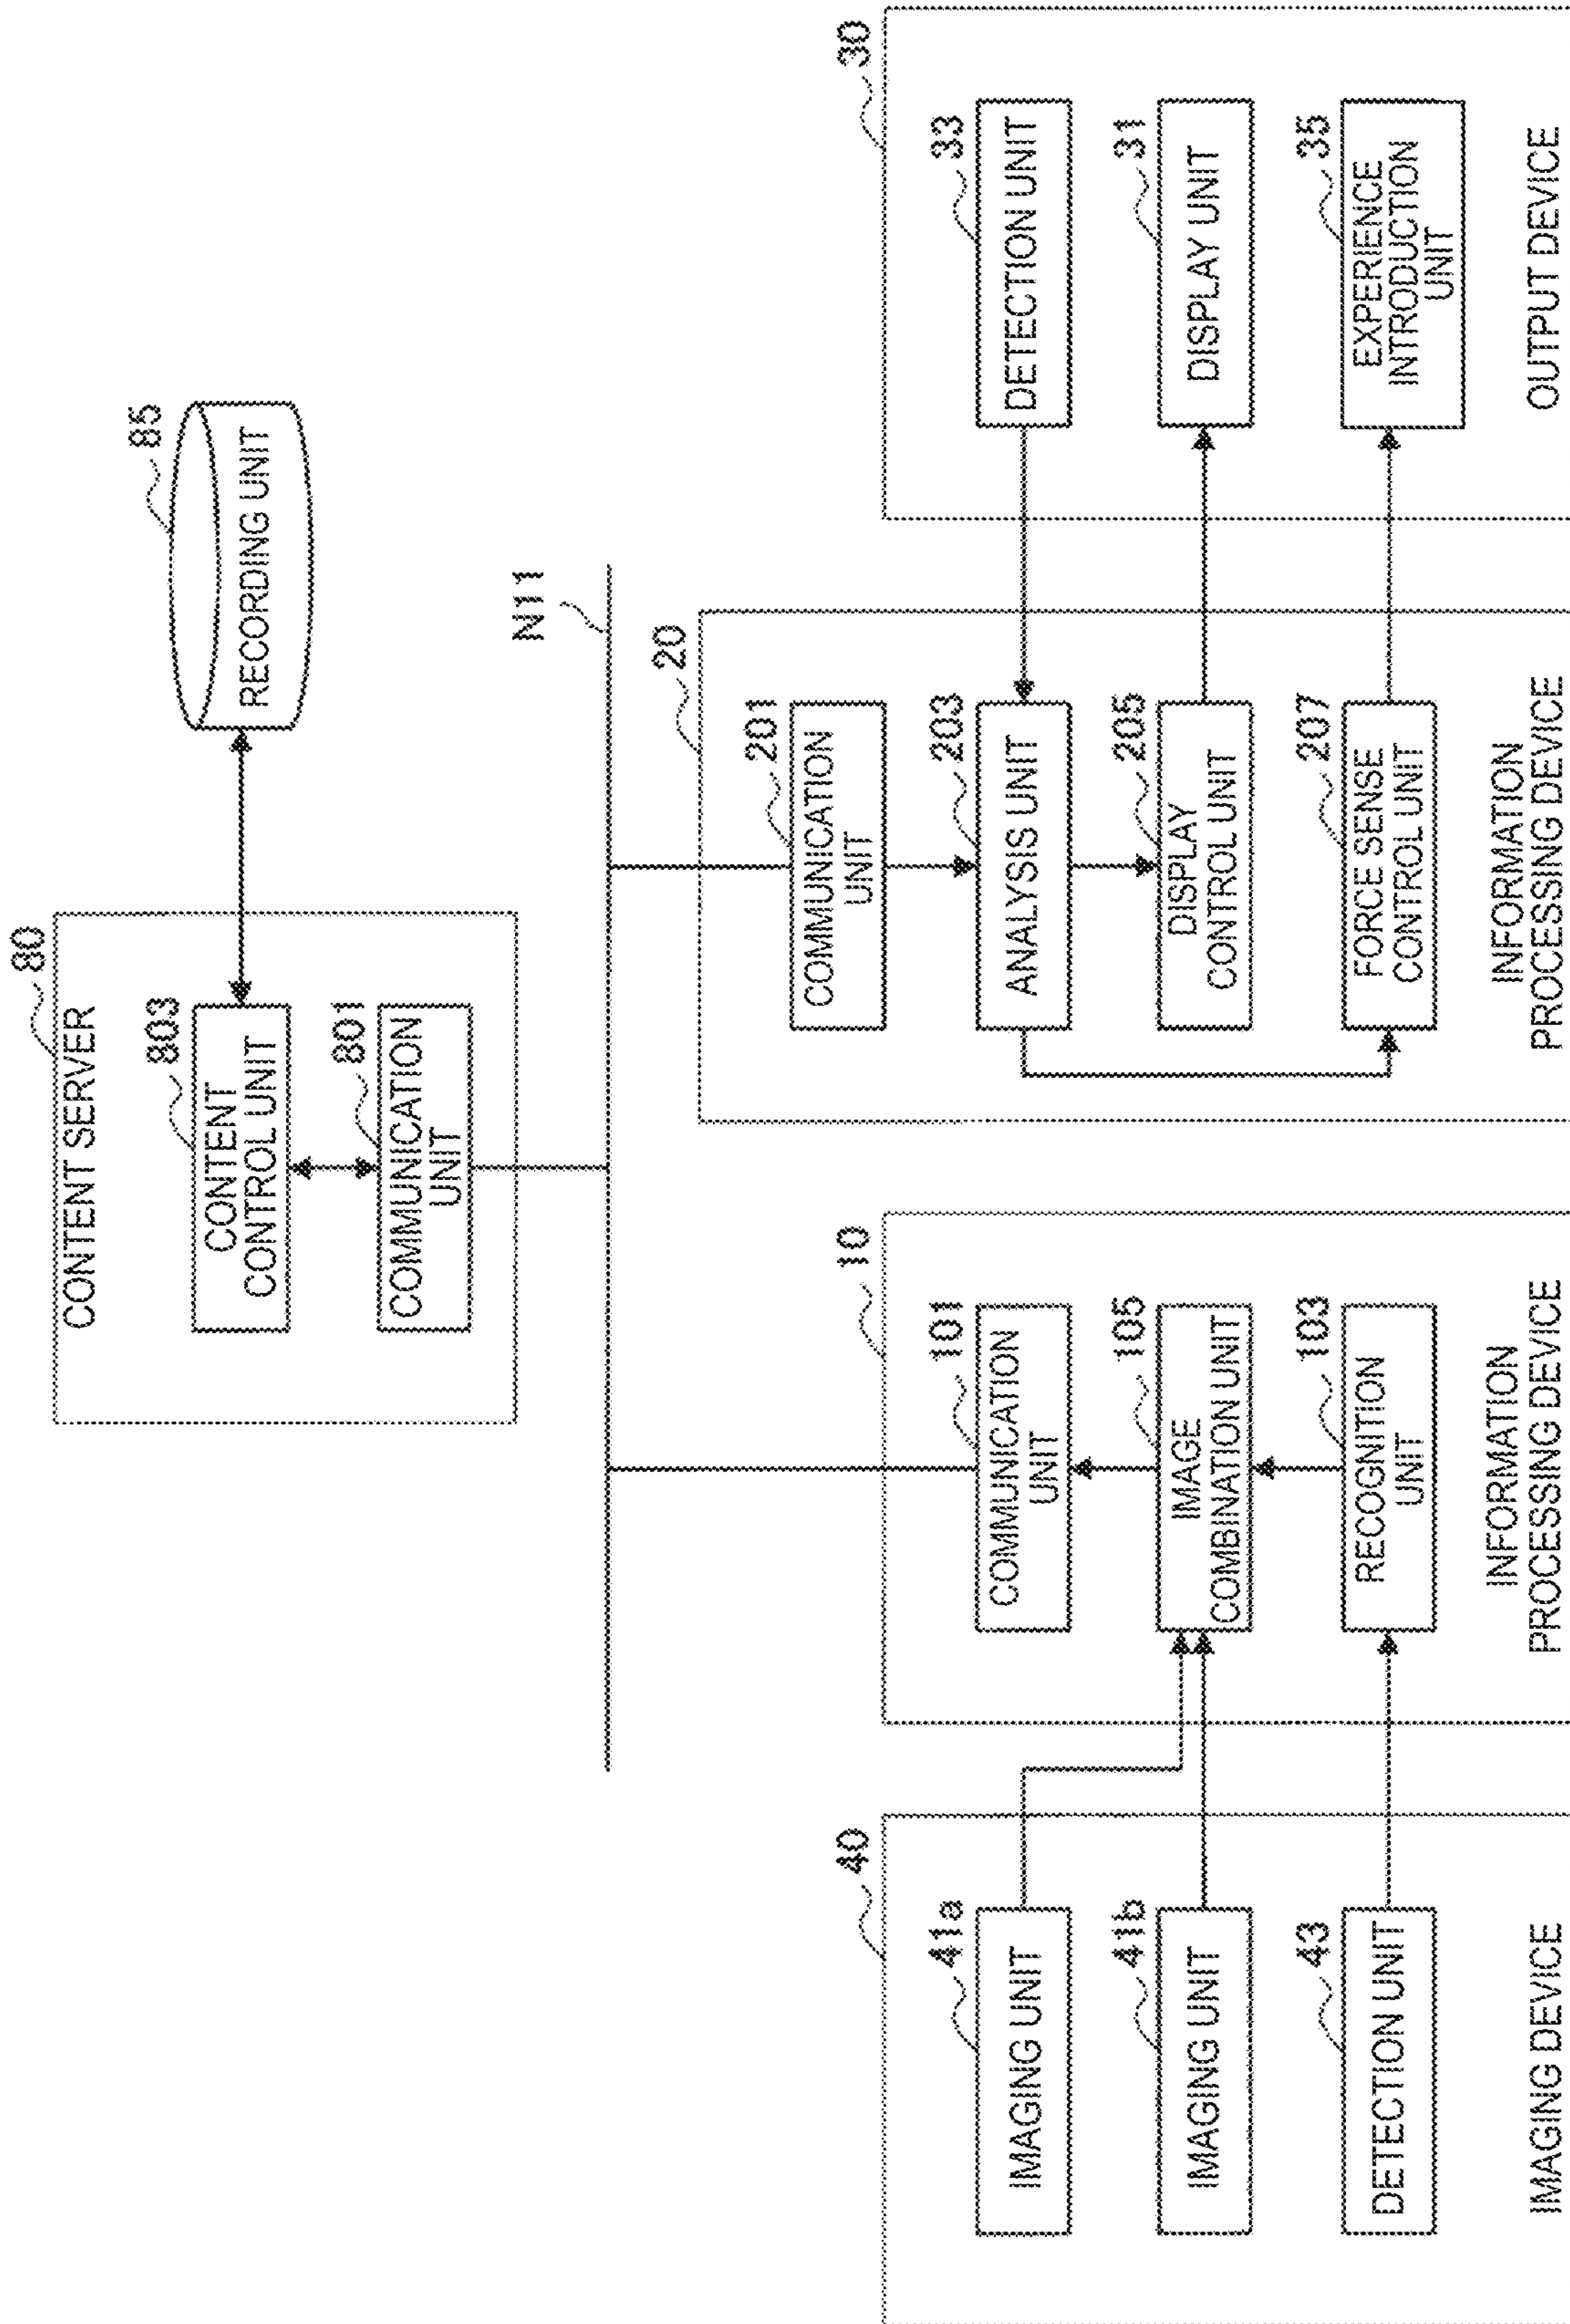 80
CONTENT SERVER
803
CONTENT
CONTROL UNIT
801
COMMUNICATION
UNIT
85
RECORDING UNIT
N11
40
41a
IMAGING UNIT
41b
IMAGING UNIT
43
DETECTION UNIT
IMAGING DEVICE
10
101
COMMUNICATION
UNIT
105
IMAGE
COMBINATION UNIT
103
RECOGNITION
UNIT
INFORMATION
PROCESSING DEVICE
20
201
COMMUNICATION
UNIT
203
ANALYSIS UNIT
205
DISPLAY
CONTROL UNIT
207
FORCE SENSE
CONTROL UNIT
INFORMATION
PROCESSING DEVICE
30
33
DETECTION UNIT
31
DISPLAY UNIT
35
EXPERIENCE
INTRODUCTION
UNIT
OUTPUT DEVICE